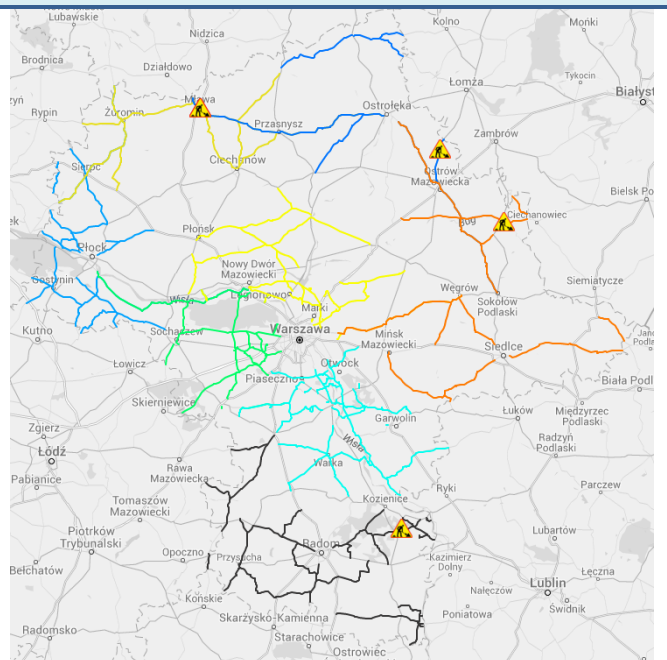 Lubawskie
Kolno
Mońki
Nidzica
Brodnica
Działdowo
Tykocin
Łomża
Białyst
Mława
Ostrołęka
Rypin
Żuromin
Przasnysz
Zambrów
Ciechanów
Sierpc
Ostrów
Mazowiecka
Bielsk Po
Ciechanowiec
Bug
Płońsk
Płock
Nowy Dwór
Mazowiecki
Gostynin
Węgrów
Siemiatycze
Legionowo
Wisła
Sokołów
Podlaski
Marki
Kutno
Sochaczew
Warszawa
Mińsk
Mazowiecki
Siedlce
Łowicz
Otwock
Piaseczno
Biała Podl
Skierniewice
Garwolin
Łuków
Międzyrzec
Podlaski
Zgierz
Wisła
Radzyń
Podlaski
Łódź
Rawa
Mazowiecka
Warka
Pabianice
Ryki
Parczew
Kozienice
Tomaszów
Mazowiecki
Piotrków
Trybunalski
Lubartów
Radom
Opoczno
Przysucha
Kazimierz
Dolny
Bełchatów
Łęczna
Lublin
Nałęczów
Końskie
Świdnik
Poniatowa
Skarżysko-Kamienna
Radomsko
Starachowice
Ostrowiec